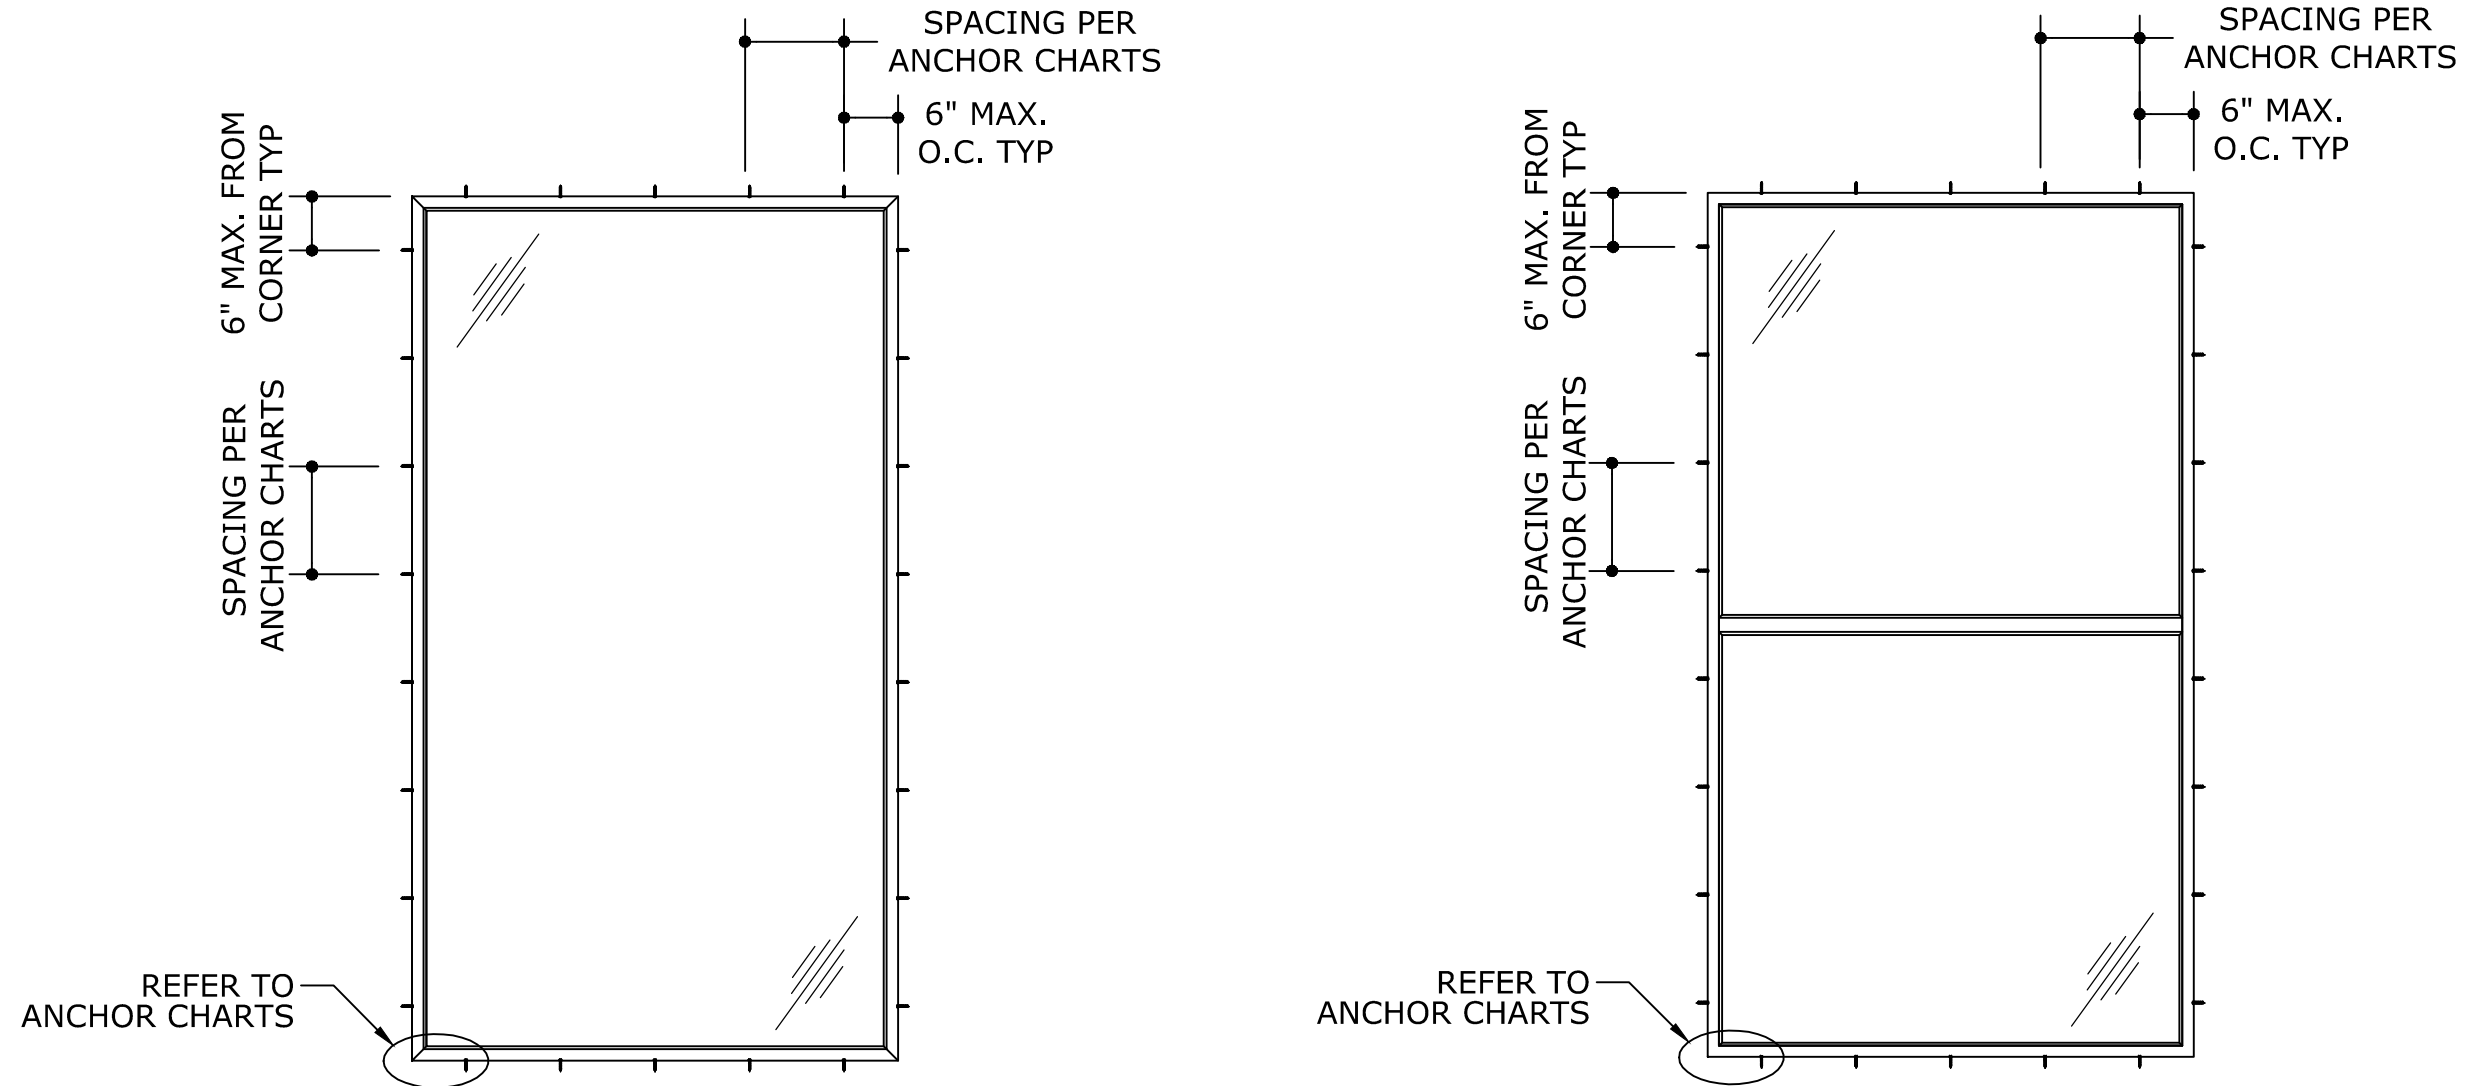 SPACING PER
ANCHOR CHARTS
6" MAX.
O.C. TYP
6" MAX. FROM
CORNER TYP
SPACING PER
ANCHOR CHARTS
REFER TO
ANCHOR CHARTS
SPACING PER
ANCHOR CHARTS
6" MAX.
O.C. TYP
6" MAX. FROM
CORNER TYP
SPACING PER
ANCHOR CHARTS
REFER TO
ANCHOR CHARTS